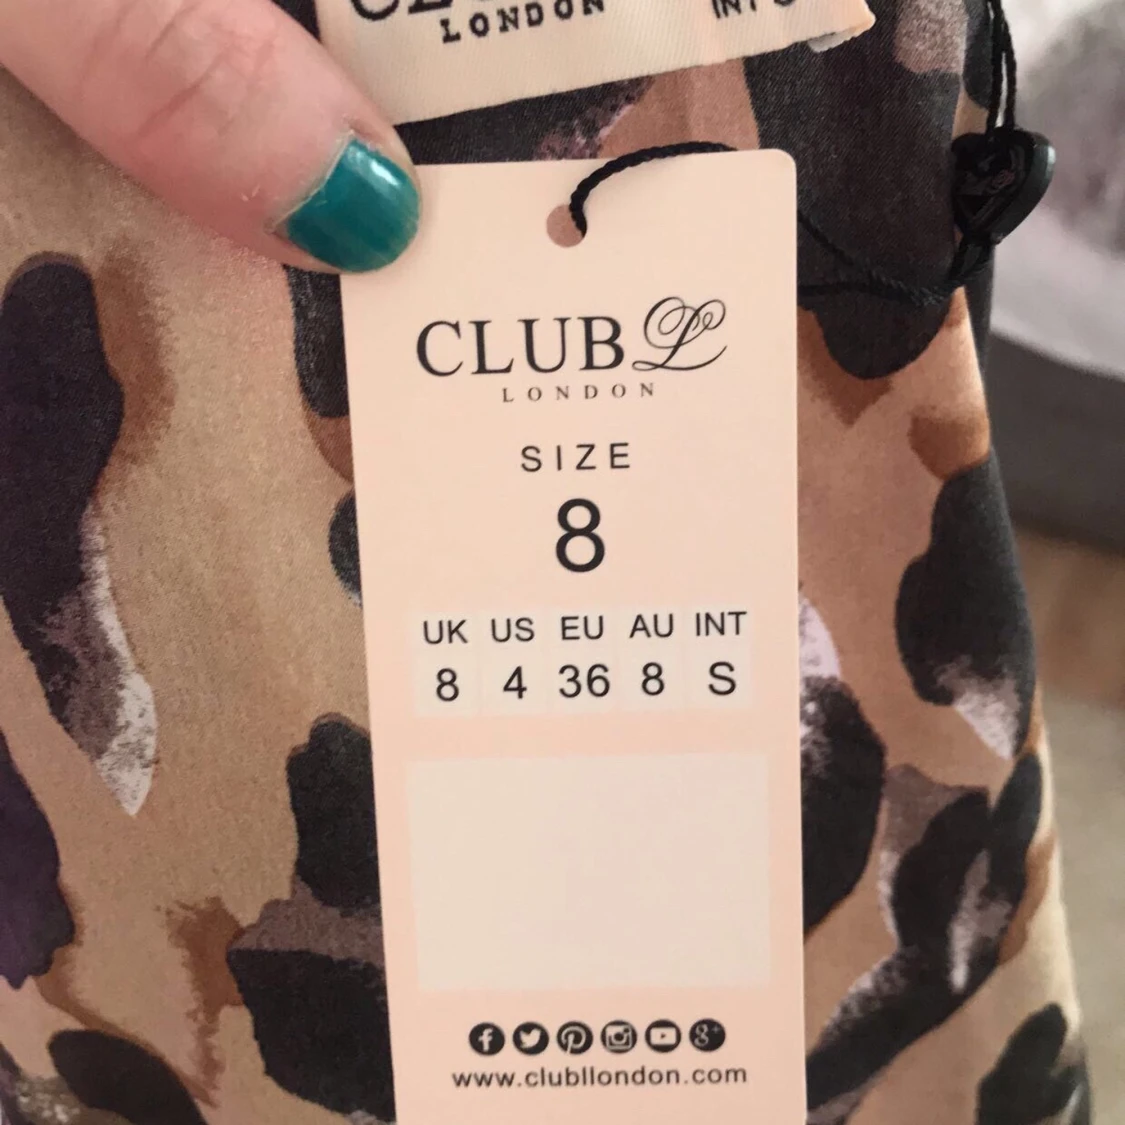 LONDON
CLUB L
LONDON
SIZE
8
UK US EU AU INT
8 4 36 8 S
www.clubllondon.com